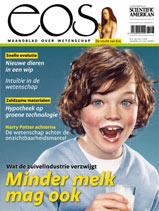 eos
MAANDBLAD OVER WETENSCHAP
SCIENTIFIC
AMERICAN
Snelle evolutie
Nieuwe dieren
in een wip
Intuïtie in de
wetenschap
Zeldzame materialen
Hypotheek op
groene technologie
Harry Potter achterna
De wetenschap achter de
onzichtbaarheidsmantel
Wat de zuivelindustrie verzwijgt
Minder melk
mag ook